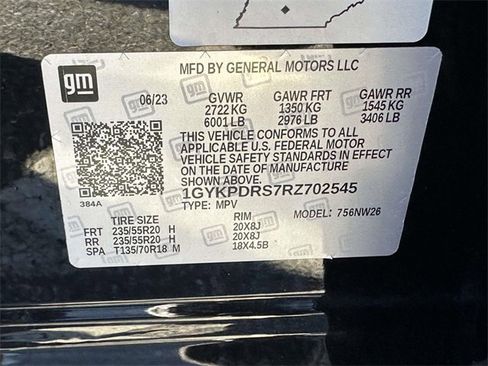 gm
MFD BY GENERAL MOTORS LLC
06/23 GVWR GAWR FRT GAWR RR
2722 KG 1350 KG 1545 KG
6001 LB 2976 LB 3406 LB
THIS VEHICLE CONFORMS TO ALL
APPLICABLE U.S. FEDERAL MOTOR
VEHICLE SAFETY STANDARDS IN EFFECT
ON THE DATE OF MANUFACTURE
SHOWN ABOVE.
384A
1GYKPDRS7RZ702545
TYPE: MPV MODEL: 756NW26
TIRE SIZE RIM
FRT 235/55R20 H 20X8J
RR 235/55R20 H 20X8J
SPA T135/70R18 M 18X4.5B